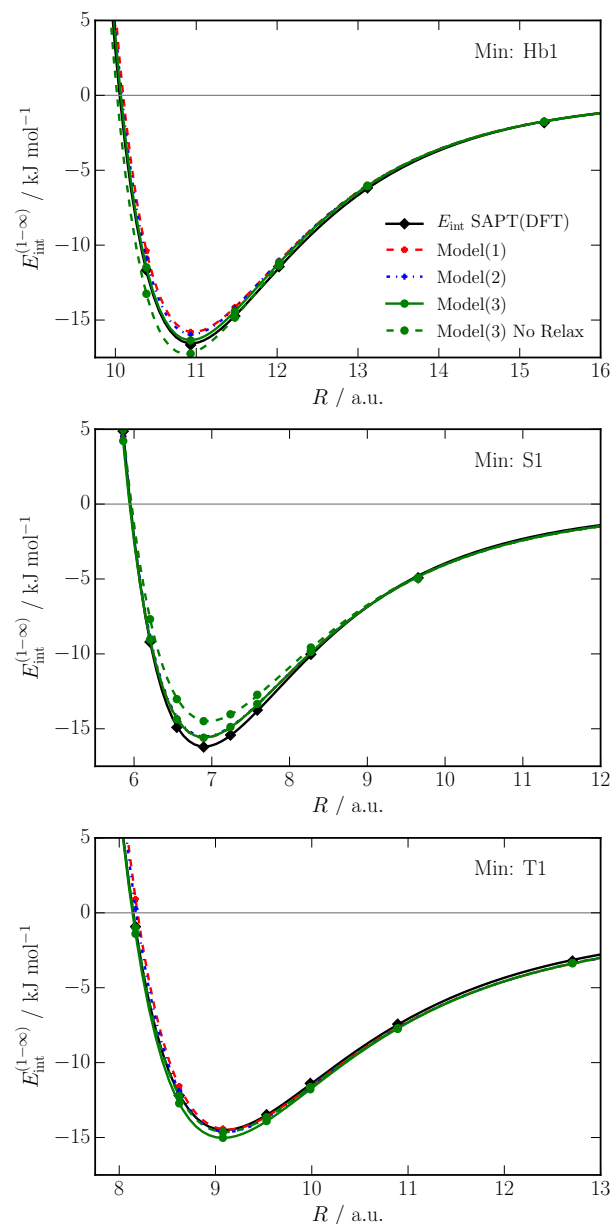 Min: Hb1
5
0
−5
−10
−15
E_int^(1−∞) / kJ mol⁻¹
E_int SAPT(DFT)
Model(1)
Model(2)
Model(3)
Model(3) No Relax
10 11 12 13 14 15 16
R / a.u.
Min: S1
5
0
−5
−10
−15
E_int^(1−∞) / kJ mol⁻¹
6 7 8 9 10 11 12
R / a.u.
Min: T1
5
0
−5
−10
−15
E_int^(1−∞) / kJ mol⁻¹
8 9 10 11 12 13
R / a.u.